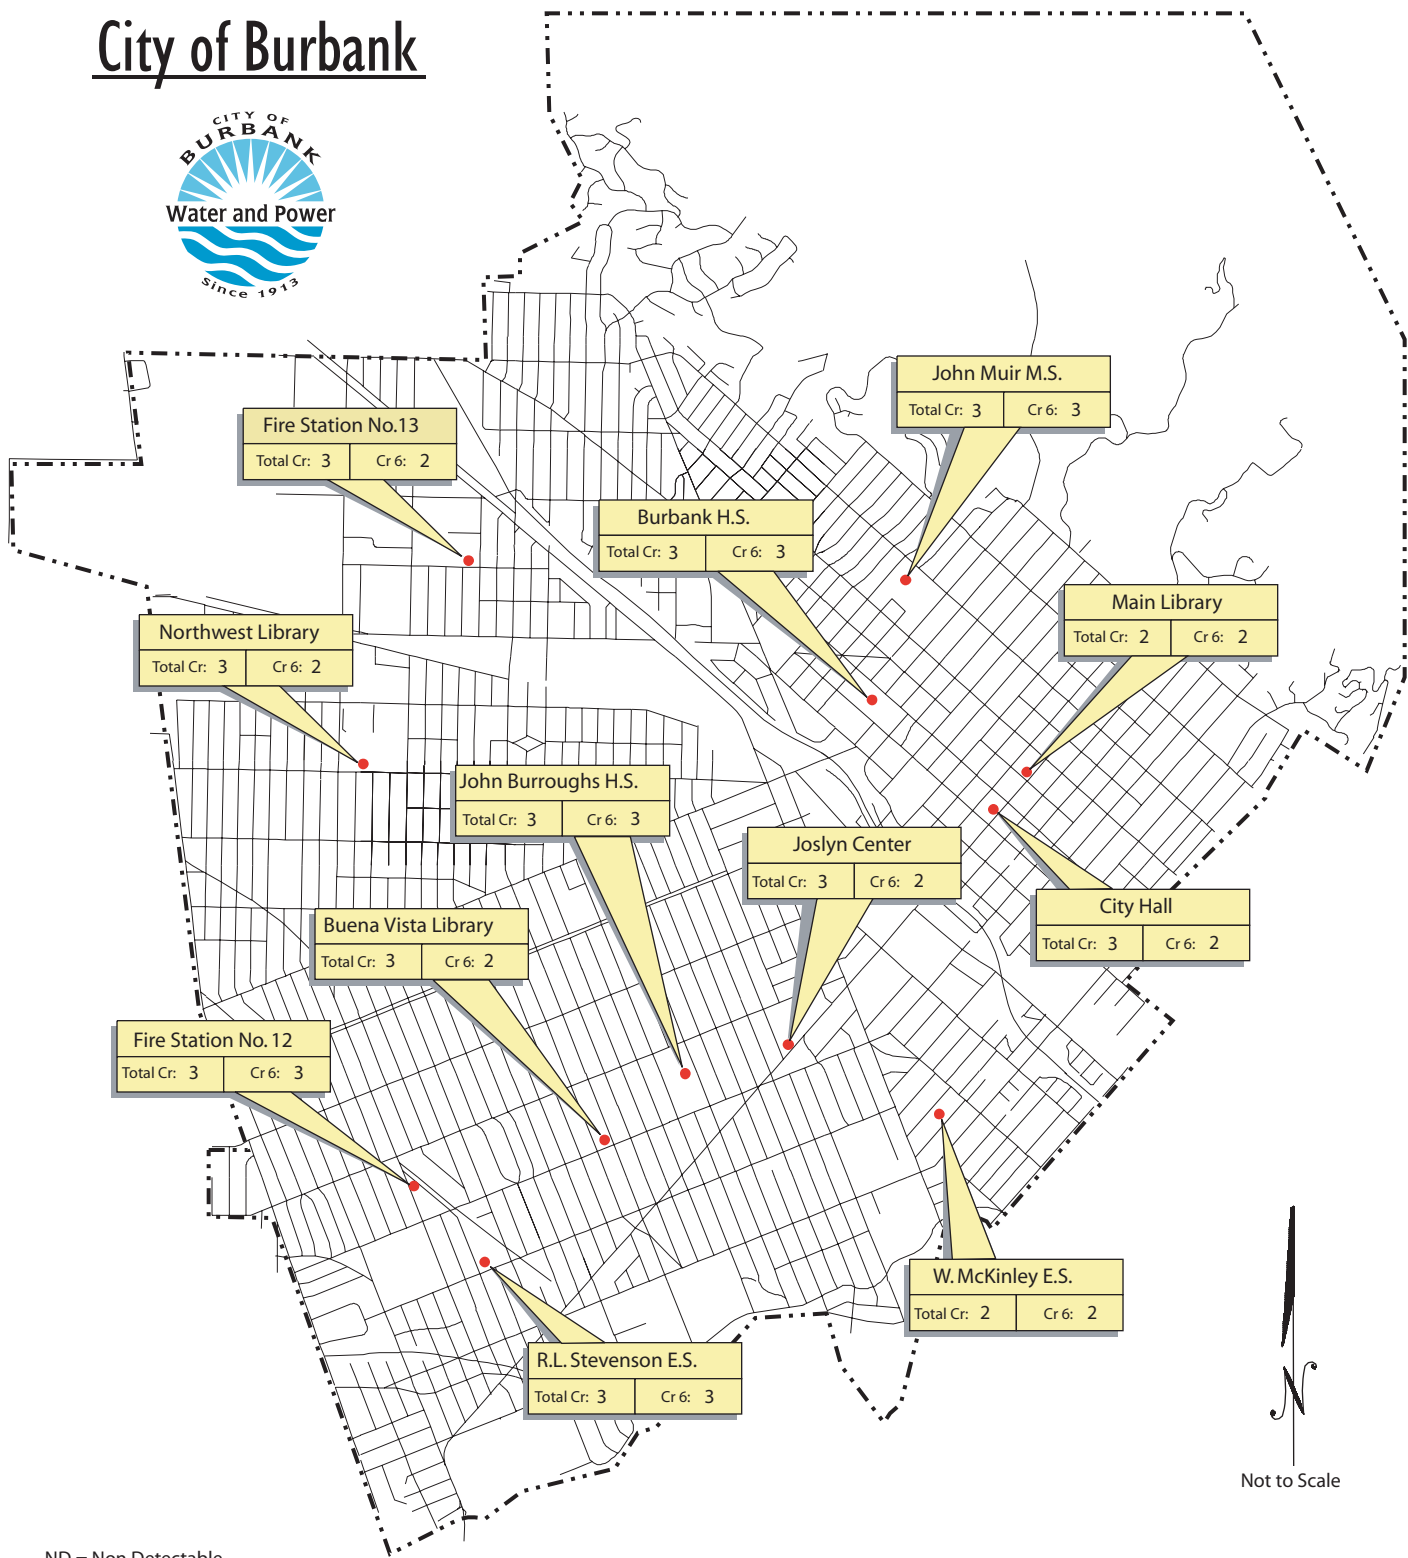 City of Burbank
CITY OF
BURBANK
Water and Power
Since 1913
John Muir M.S.
Total Cr: 3 Cr 6: 3
Fire Station No.13
Total Cr: 3 Cr 6: 2
Burbank H.S.
Total Cr: 3 Cr 6: 3
Main Library
Total Cr: 2 Cr 6: 2
Northwest Library
Total Cr: 3 Cr 6: 2
John Burroughs H.S.
Total Cr: 3 Cr 6: 3
Joslyn Center
Total Cr: 3 Cr 6: 2
City Hall
Total Cr: 3 Cr 6: 2
Buena Vista Library
Total Cr: 3 Cr 6: 2
Fire Station No. 12
Total Cr: 3 Cr 6: 3
W. McKinley E.S.
Total Cr: 2 Cr 6: 2
R.L. Stevenson E.S.
Total Cr: 3 Cr 6: 3
N
Not to Scale
ND = Non Detectable